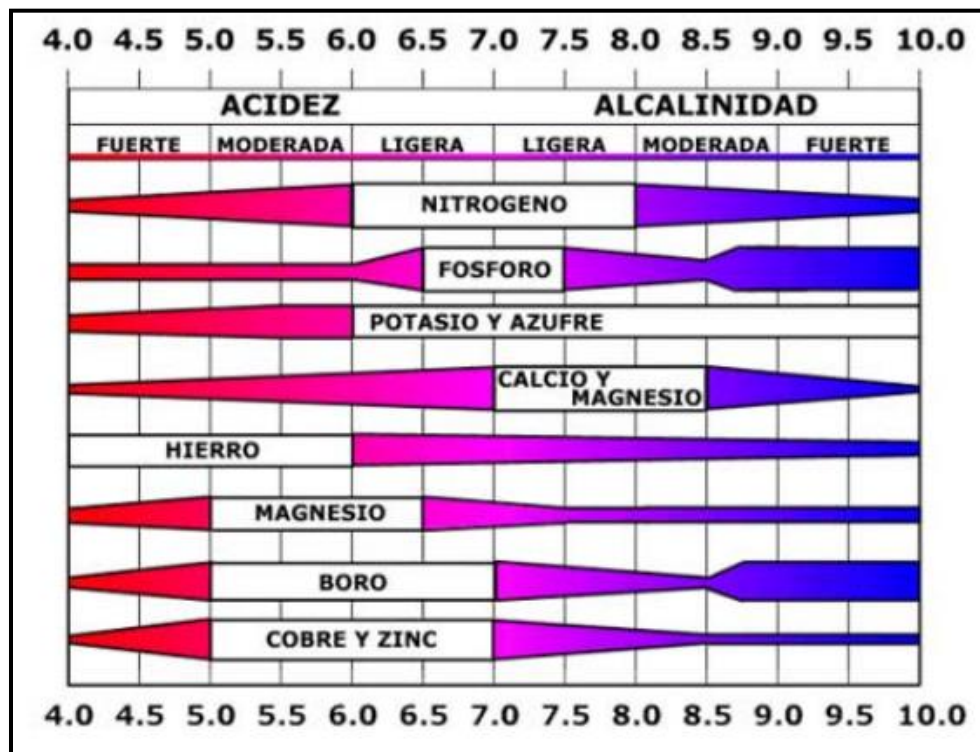 4.0 4.5 5.0 5.5 6.0 6.5 7.0 7.5 8.0 8.5 9.0 9.5 10.0
ACIDEZ ALCALINIDAD
FUERTE MODERADA LIGERA LIGERA MODERADA FUERTE
NITROGENO
FOSFORO
POTASIO Y AZUFRE
CALCIO Y
MAGNESIO
HIERRO
MAGNESIO
BORO
COBRE Y ZINC
4.0 4.5 5.0 5.5 6.0 6.5 7.0 7.5 8.0 8.5 9.0 9.5 10.0